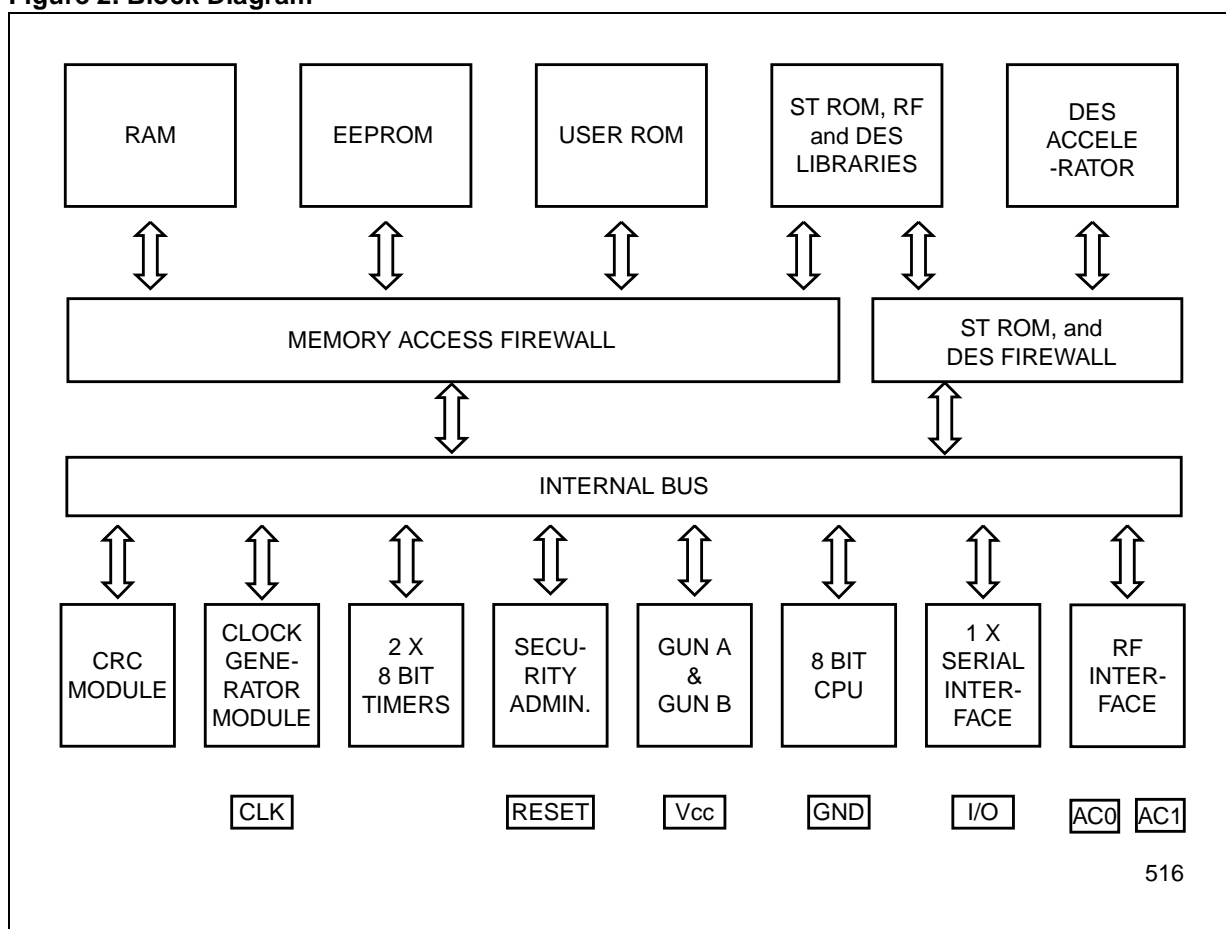 Figure 2. Block Diagram
RAM
EEPROM
USER ROM
ST ROM, RF
and DES
LIBRARIES
DES
ACCELE
-RATOR
MEMORY ACCESS FIREWALL
ST ROM, and
DES FIREWALL
INTERNAL BUS
CRC
MODULE
CLOCK
GENE-
RATOR
MODULE
2 X
8 BIT
TIMERS
SECU-
RITY
ADMIN.
GUN A
&
GUN B
8 BIT
CPU
1 X
SERIAL
INTER-
FACE
RF
INTER-
FACE
CLK
RESET
Vcc
GND
I/O
AC0
AC1
516